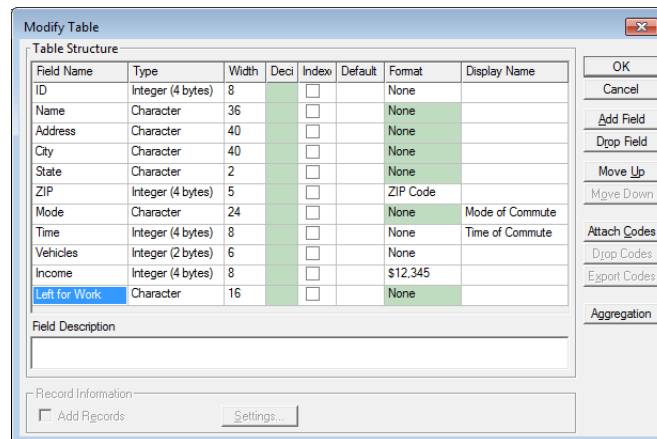 Modify Table
Table Structure
Field Name Type Width Deci Indexe Default Format Display Name
ID Integer (4 bytes) 8 None
Name Character 36 None
Address Character 40 None
City Character 40 None
State Character 2 None
ZIP Integer (4 bytes) 5 ZIP Code
Mode Character 24 None Mode of Commute
Time Integer (4 bytes) 8 None Time of Commute
Vehicles Integer (2 bytes) 6 None
Income Integer (4 bytes) 8 $12,345
Left for Work Character 16 None
Field Description
Record Information
Add Records Settings...
OK
Cancel
Add Field
Drop Field
Move Up
Move Down
Attach Codes
Drop Codes
Export Codes
Aggregation